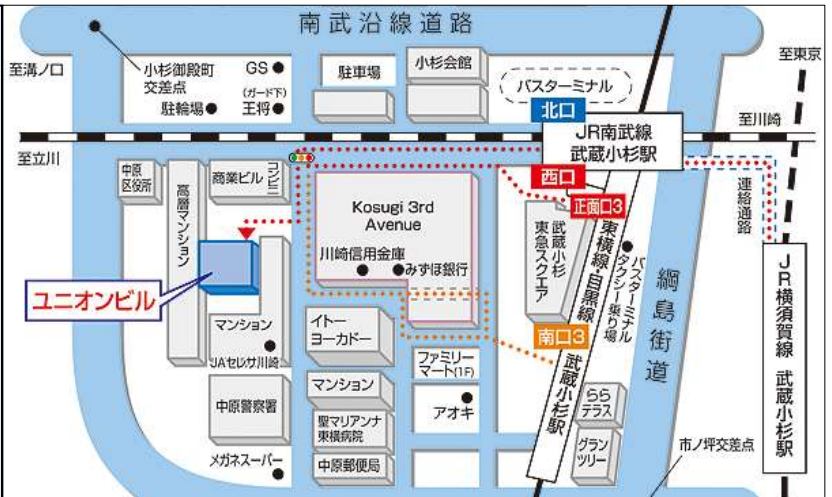 南武沿線道路
至溝ノ口
小杉御殿町
交差点
駐輪場
GS
(ガード下)
王将
駐車場
小杉会館
バスターミナル
北口
至東京
JR南武線
武蔵小杉駅
至川崎
至立川
中原
区役所
高層マンション
商業ビル
コンビニ
Kosugi 3rd
Avenue
川崎信用金庫
みずほ銀行
西口
正面口3
武蔵小杉
東急スクエア
東横線・目黒線
武蔵小杉駅
バスターミナル
タクシー乗り場
連絡通路
綱島街道
JR横須賀線 武蔵小杉駅
ユニオンビル
マンション
JAセレサ川崎
イトー
ヨーカドー
南口3
ファミリー
マート(1F)
中原警察署
マンション
アオキ
聖マリアンナ
東横病院
中原郵便局
メガネスーパー
ららテラス
グランツリー
市ノ坪交差点